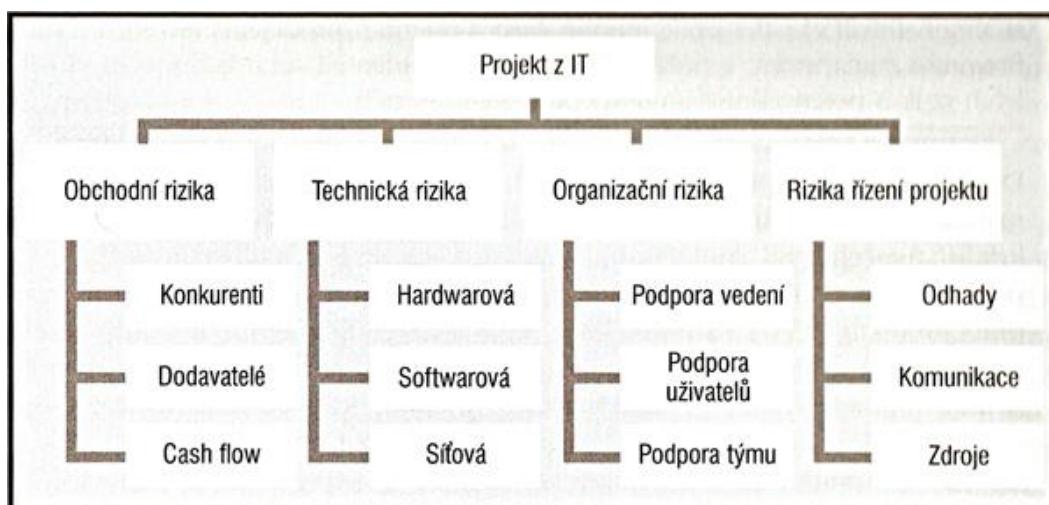 Projekt z IT
Obchodní rizika
Technická rizika
Organizační rizika
Rizika řízení projektu
Konkurenti
Hardwarová
Podpora vedení
Odhady
Dodavatelé
Softwarová
Podpora
uživatelů
Komunikace
Cash flow
Síťová
Podpora týmu
Zdroje